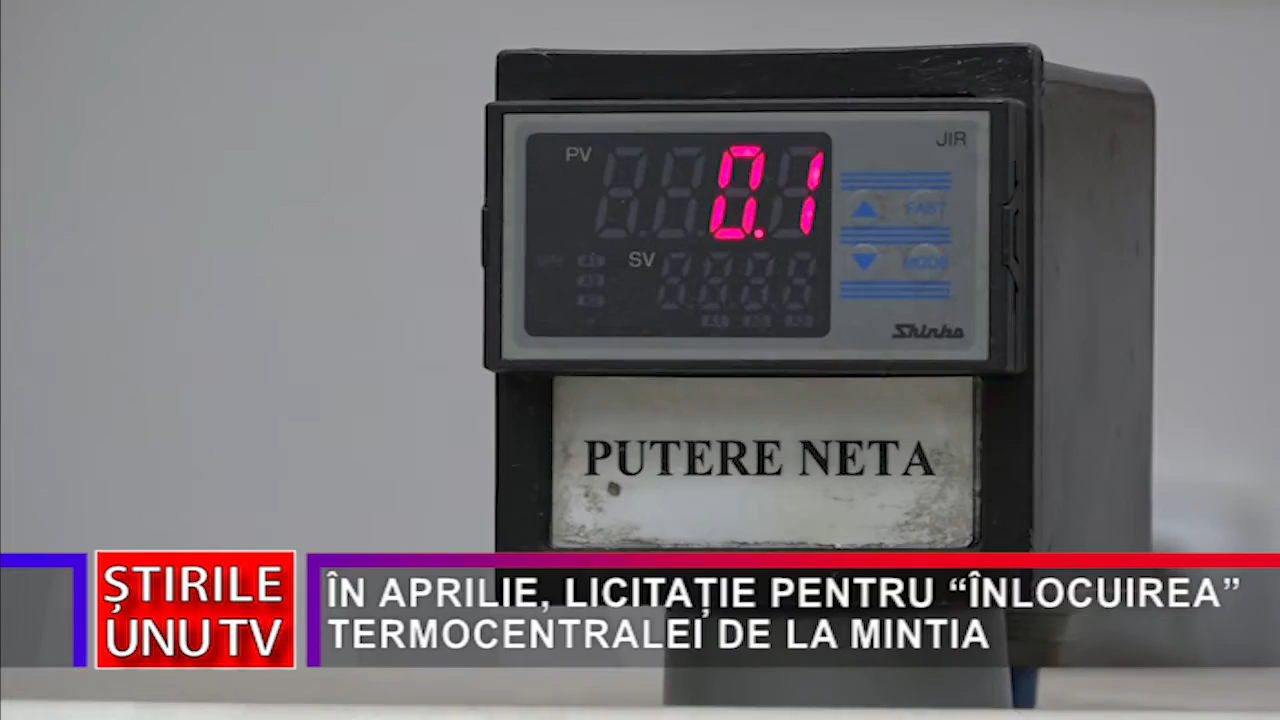 JIR
PV
0.1
FAST
SV
MODE
Shinko
PUTERE NETA
ȘTIRILE
UNU TV
ÎN APRILIE, LICITAȚIE PENTRU “ÎNLOCUIREA”
TERMOCENTRALEI DE LA MINTIA